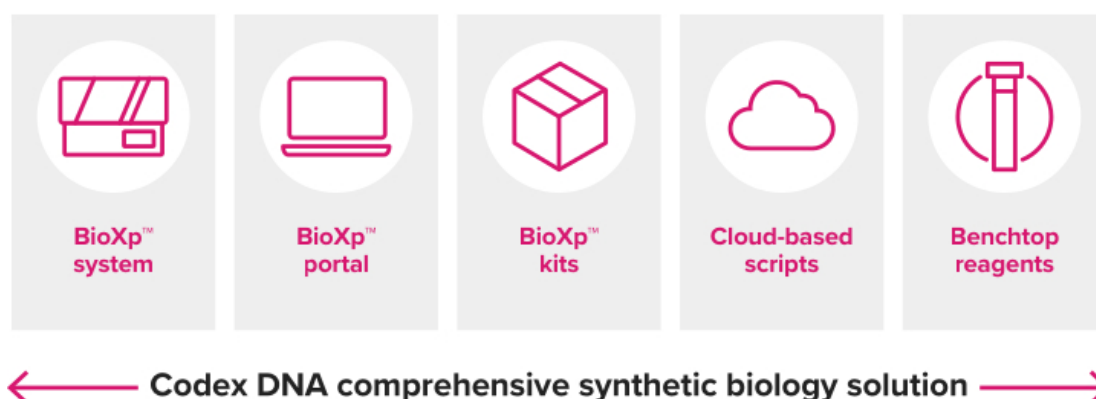 BioXp™
system
BioXp™
portal
BioXp™
kits
Cloud-based
scripts
Benchtop
reagents
Codex DNA comprehensive synthetic biology solution